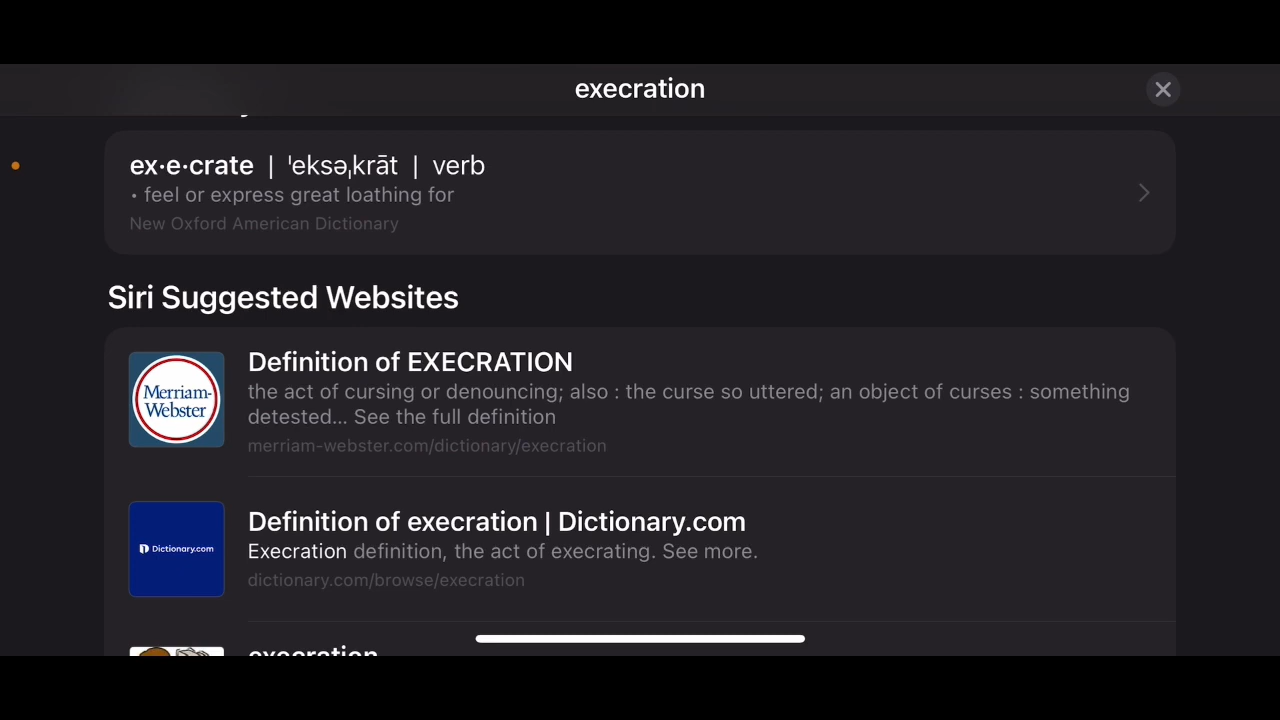 execration
ex·e·crate | ˈeksəˌkrāt | verb
• feel or express great loathing for
New Oxford American Dictionary
Siri Suggested Websites
Merriam-
Webster
Definition of EXECRATION
the act of cursing or denouncing; also : the curse so uttered; an object of curses : something
detested... See the full definition
merriam-webster.com/dictionary/execration
Dictionary.com
Definition of execration | Dictionary.com
Execration definition, the act of execrating. See more.
dictionary.com/browse/execration
execration